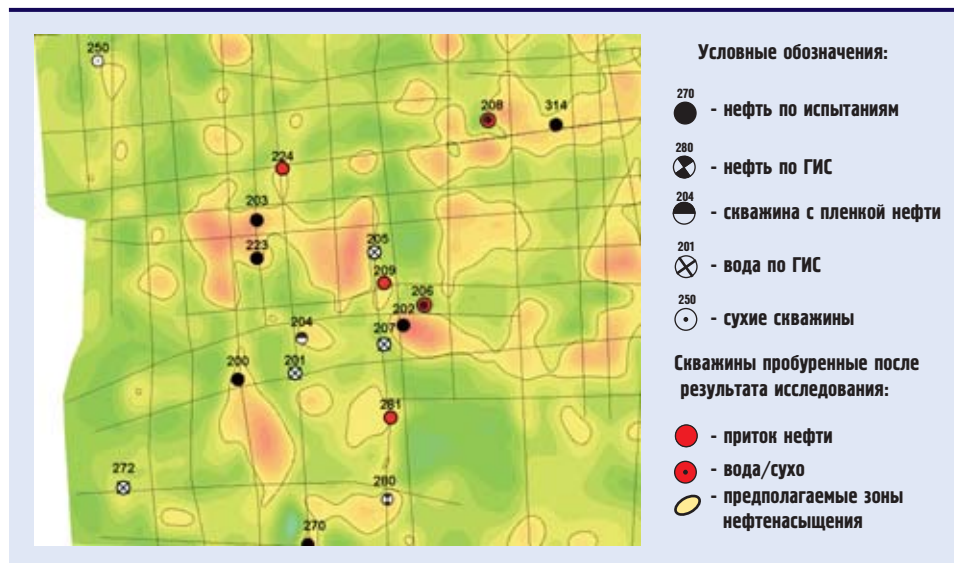 250
208
314
224
203
223
205
209
206
202
204
207
200
201
281
272
280
270
Условные обозначения:
270
- нефть по испытаниям
280
- нефть по ГИС
204
- скважина с пленкой нефти
201
- вода по ГИС
250
- сухие скважины
Скважины пробуренные после
результата исследования:
- приток нефти
- вода/сухо
- предполагаемые зоны
нефтенасыщения